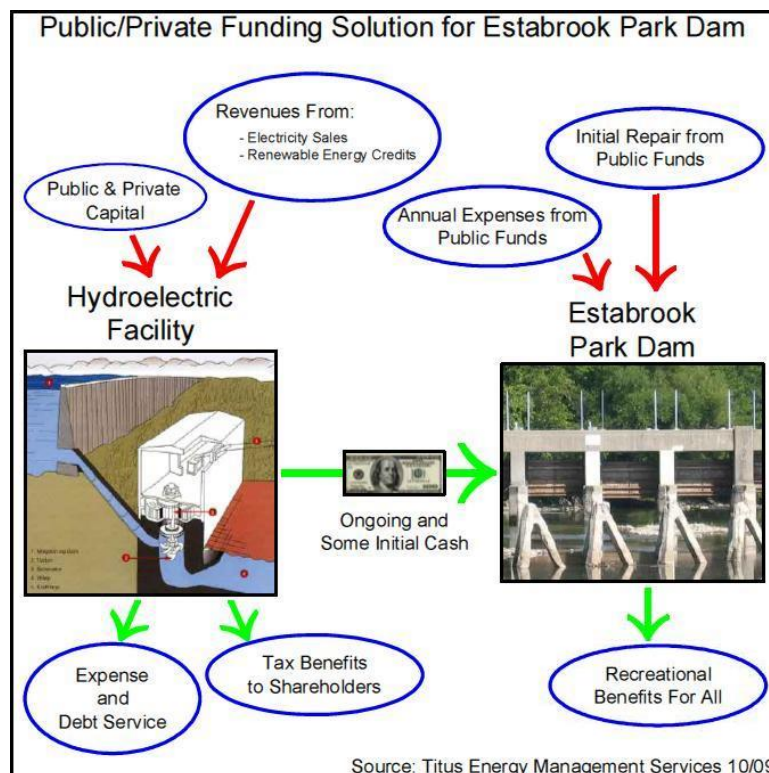 Public/Private Funding Solution for Estabrook Park Dam
Revenues From:
- Electricity Sales
- Renewable Energy Credits
Initial Repair from
Public Funds
Public & Private
Capital
Annual Expenses from
Public Funds
Hydroelectric
Facility
Estabrook
Park Dam
Ongoing and
Some Initial Cash
Expense
and
Debt Service
Tax Benefits
to Shareholders
Recreational
Benefits For All
Source: Titus Energy Management Services 10/09